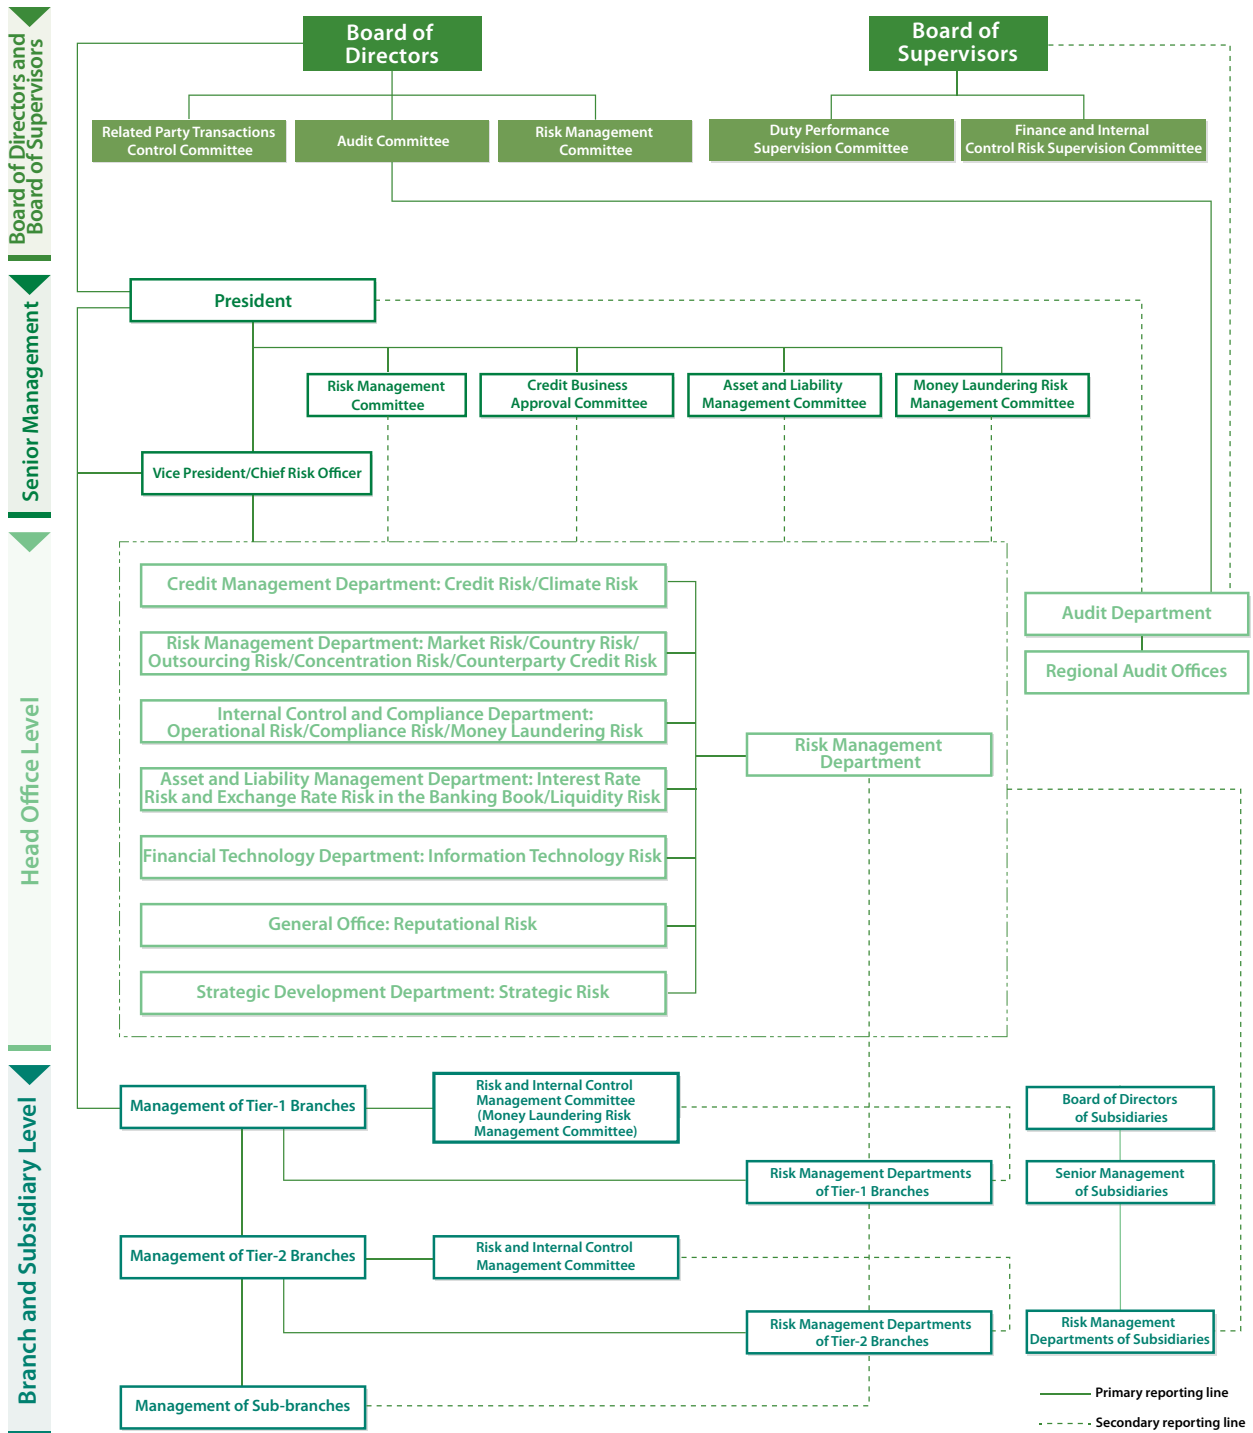 Board of Directors and
Board of Supervisors
Board of
Directors
Board of
Supervisors
Related Party Transactions
Control Committee
Audit Committee
Risk Management
Committee
Duty Performance
Supervision Committee
Finance and Internal
Control Risk Supervision Committee
Senior Management
President
Risk Management
Committee
Credit Business
Approval Committee
Asset and Liability
Management Committee
Money Laundering Risk
Management Committee
Vice President/Chief Risk Officer
Head Office Level
Credit Management Department: Credit Risk/Climate Risk
Risk Management Department: Market Risk/Country Risk/
Outsourcing Risk/Concentration Risk/Counterparty Credit Risk
Internal Control and Compliance Department:
Operational Risk/Compliance Risk/Money Laundering Risk
Asset and Liability Management Department: Interest Rate
Risk and Exchange Rate Risk in the Banking Book/Liquidity Risk
Financial Technology Department: Information Technology Risk
General Office: Reputational Risk
Strategic Development Department: Strategic Risk
Risk Management
Department
Audit Department
Regional Audit Offices
Branch and Subsidiary Level
Management of Tier-1 Branches
Risk and Internal Control
Management Committee
(Money Laundering Risk
Management Committee)
Risk Management Departments
of Tier-1 Branches
Board of Directors
of Subsidiaries
Senior Management
of Subsidiaries
Management of Tier-2 Branches
Risk and Internal Control
Management Committee
Risk Management Departments
of Tier-2 Branches
Risk Management
Departments of Subsidiaries
Management of Sub-branches
Primary reporting line
Secondary reporting line